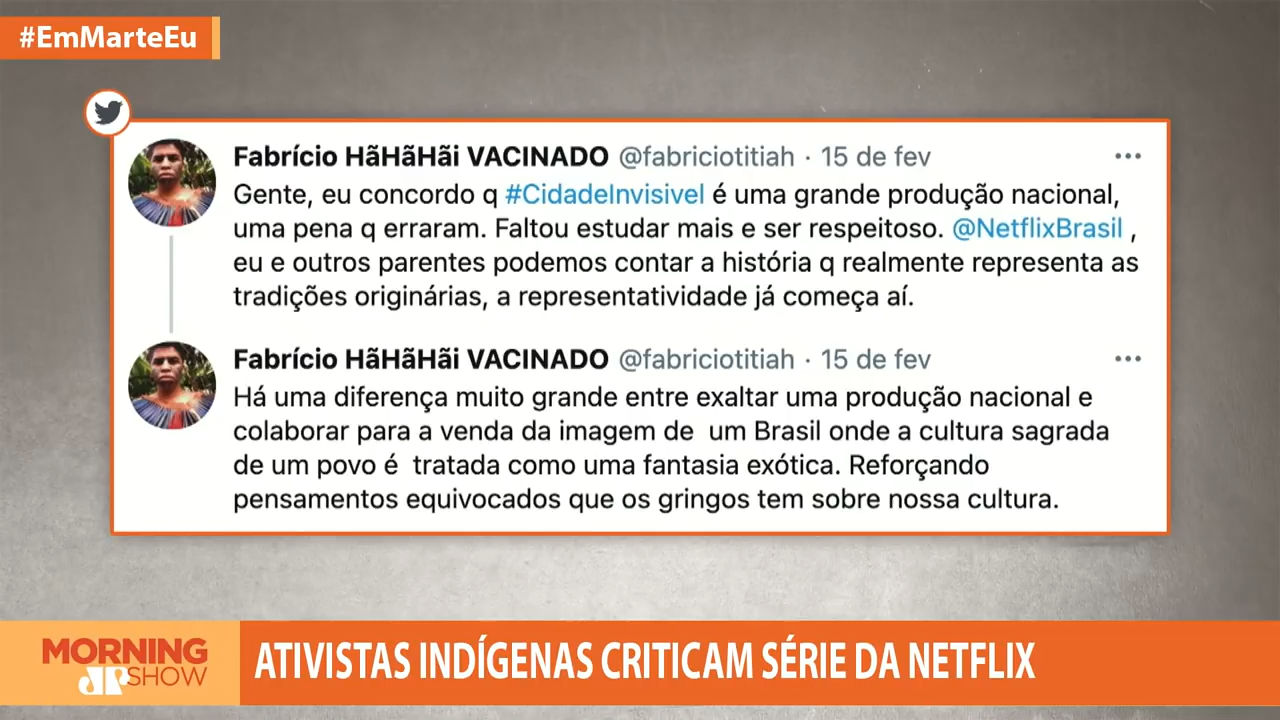 #EmMarteEu
Fabrício HãHãHãi VACINADO @fabriciotitiah · 15 de fev
Gente, eu concordo q #CidadeInvisivel é uma grande produção nacional,
uma pena q erraram. Faltou estudar mais e ser respeitoso. @NetflixBrasil ,
eu e outros parentes podemos contar a história q realmente representa as
tradições originárias, a representatividade já começa aí.
Fabrício HãHãHãi VACINADO @fabriciotitiah · 15 de fev
Há uma diferença muito grande entre exaltar uma produção nacional e
colaborar para a venda da imagem de  um Brasil onde a cultura sagrada
de um povo é  tratada como uma fantasia exótica. Reforçando
pensamentos equivocados que os gringos tem sobre nossa cultura.
MORNING
JP SHOW
ATIVISTAS INDÍGENAS CRITICAM SÉRIE DA NETFLIX